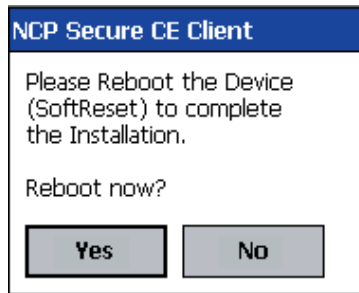 NCP Secure CE Client
Please Reboot the Device
(SoftReset) to complete
the Installation.
Reboot now?
Yes
No